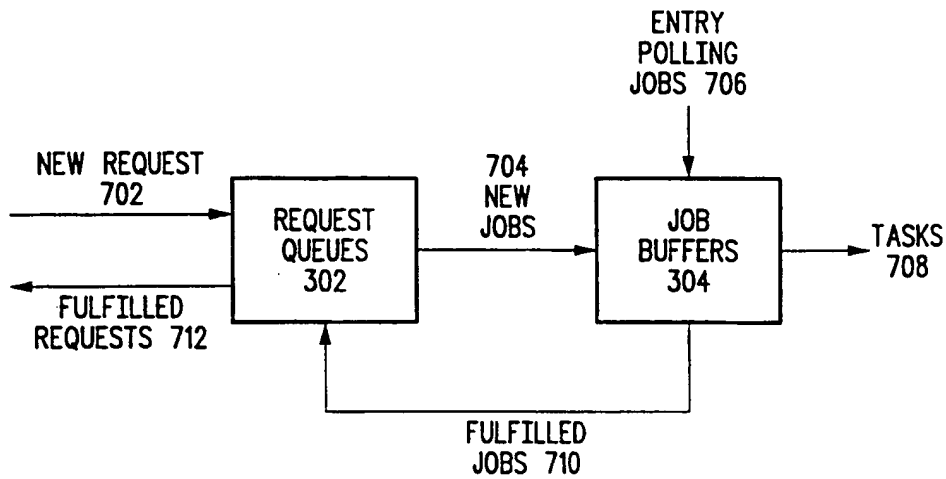 ENTRY
POLLING
JOBS 706
NEW REQUEST
702
704
NEW
JOBS
REQUEST
QUEUES
302
JOB
BUFFERS
304
TASKS
708
FULFILLED
REQUESTS 712
FULFILLED
JOBS 710